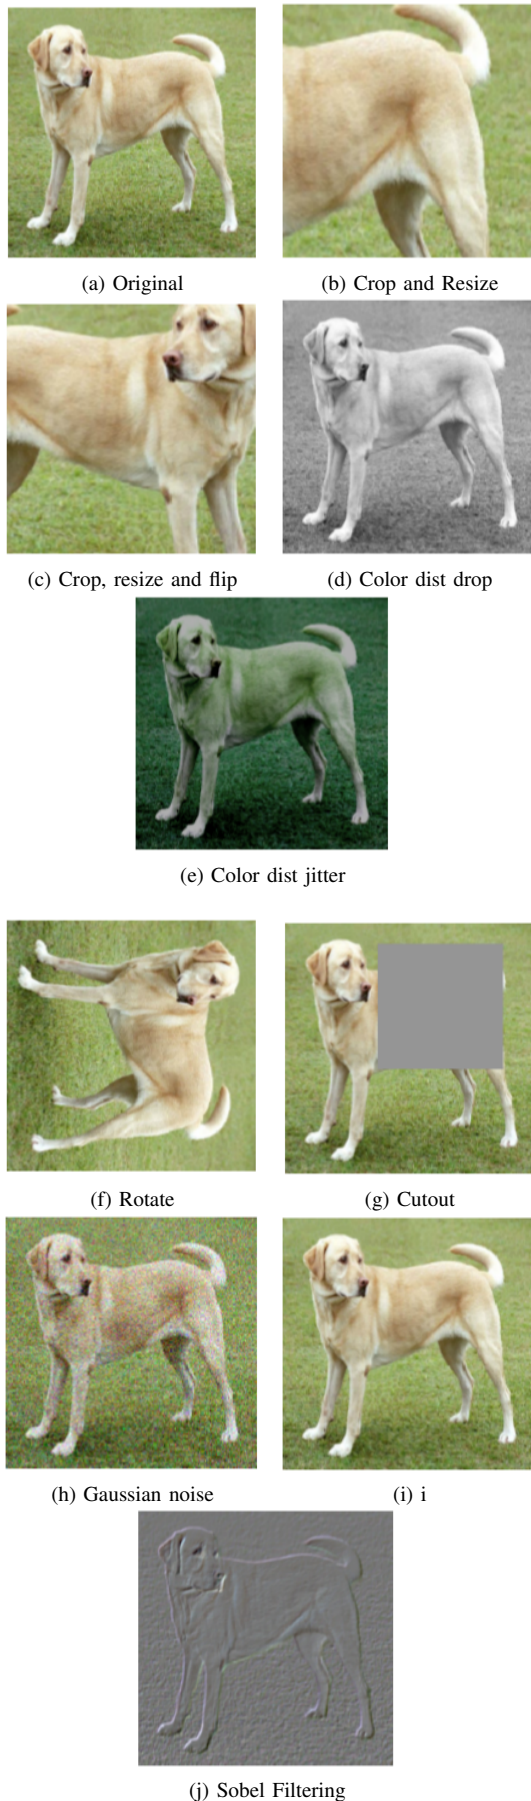 (a) Original
(b) Crop and Resize
(c) Crop, resize and flip
(d) Color dist drop
(e) Color dist jitter
(f) Rotate
(g) Cutout
(h) Gaussian noise
(i) i
(j) Sobel Filtering